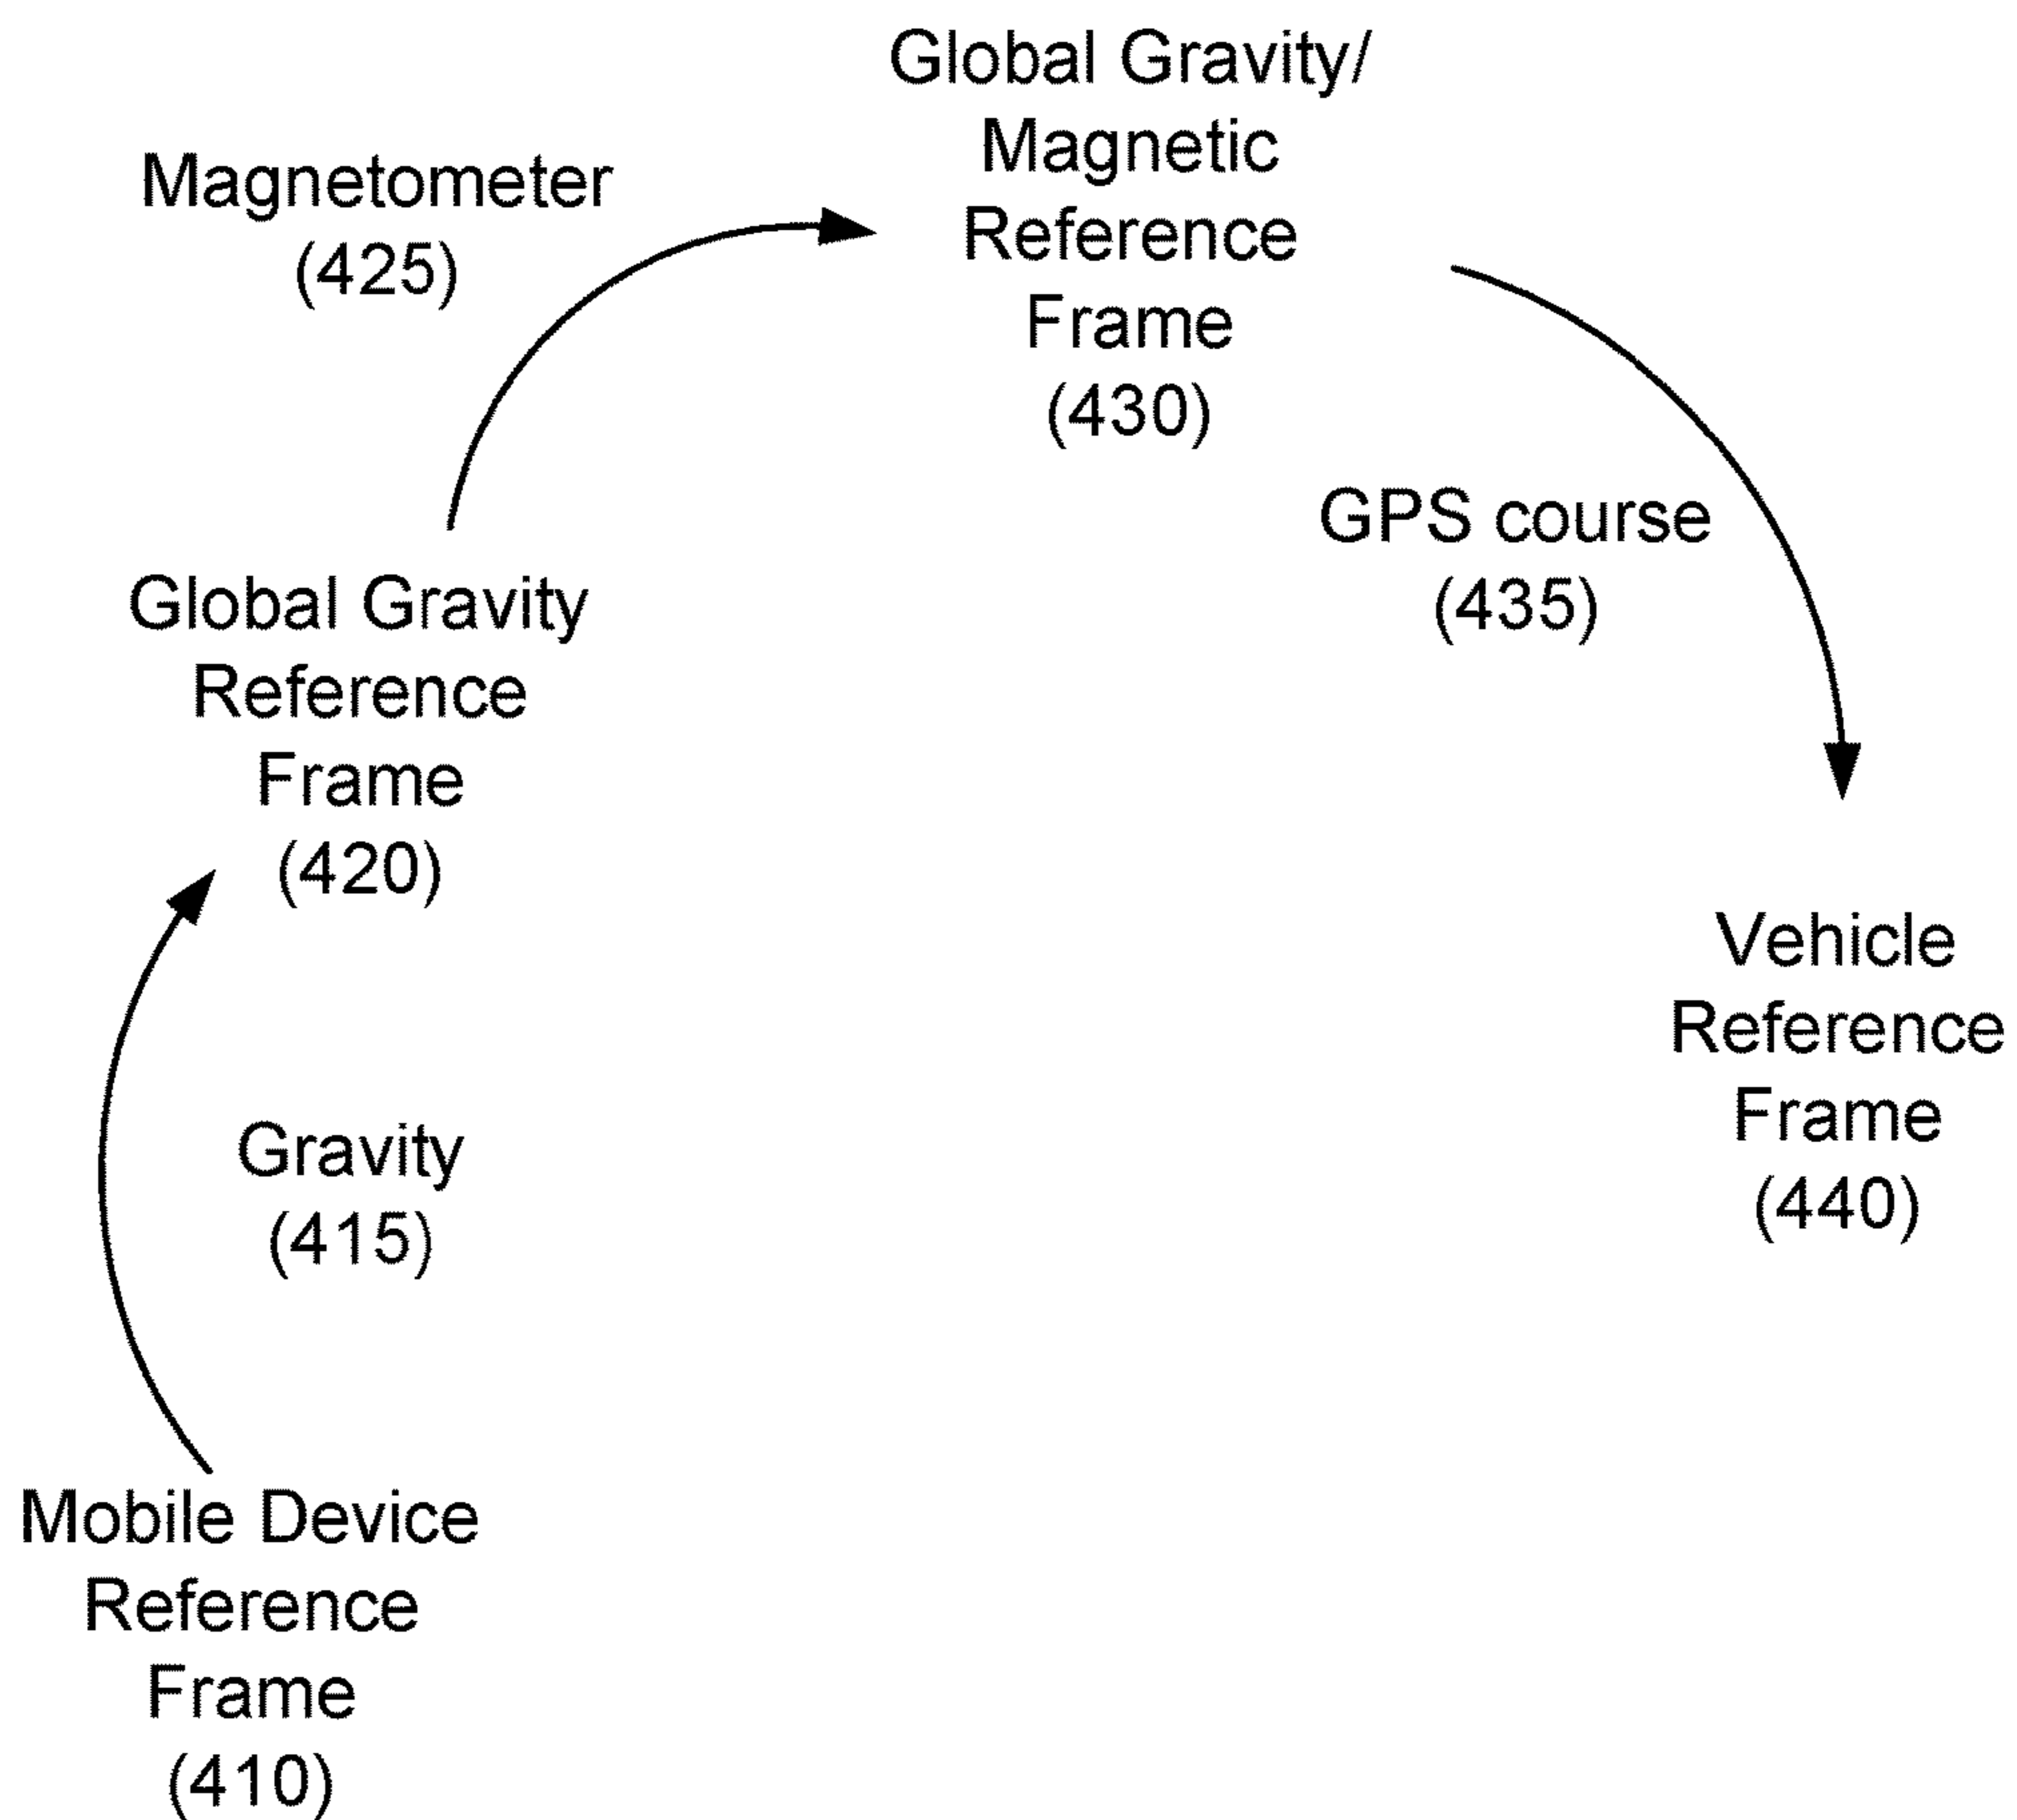 Global Gravity/
Magnetic
Reference
Frame
(430)
Magnetometer
(425)
GPS course
(435)
Global Gravity
Reference
Frame
(420)
Vehicle
Reference
Frame
(440)
Gravity
(415)
Mobile Device
Reference
Frame
(410)